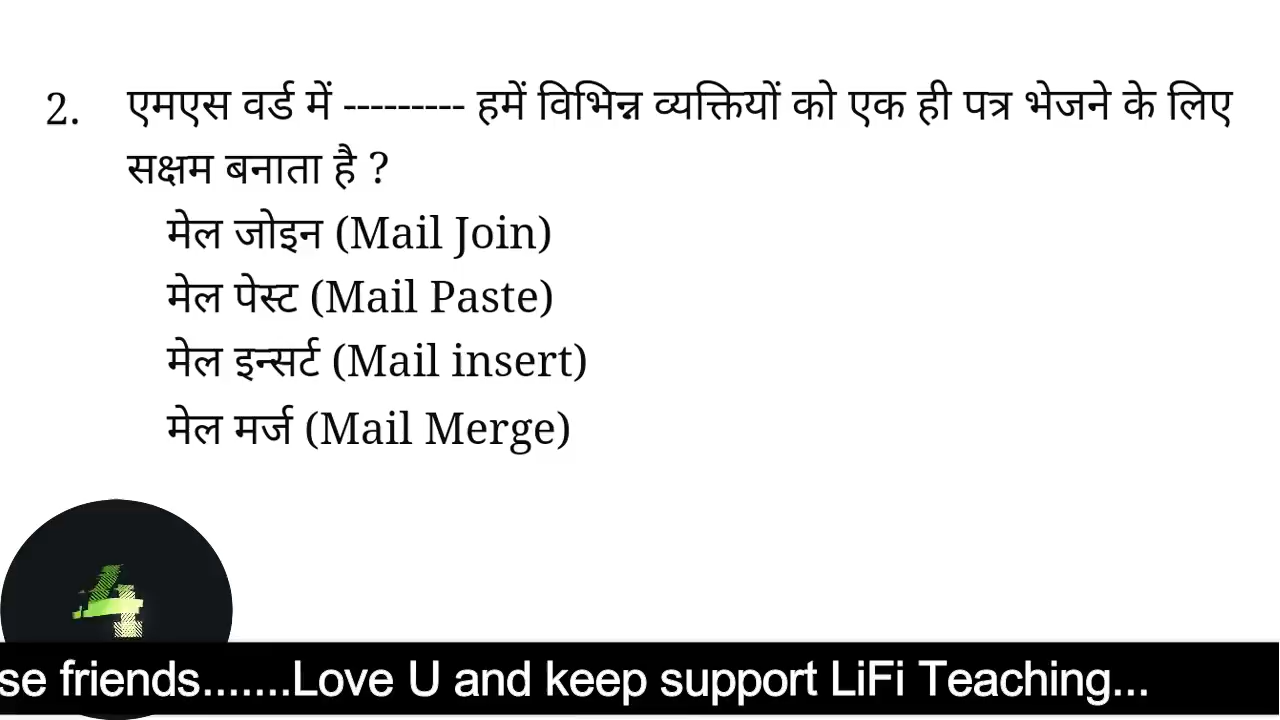 2. एमएस वर्ड में --------- हमें विभिन्न व्यक्तियों को एक ही पत्र भेजने के लिए
सक्षम बनाता है ?
मेल जोइन (Mail Join)
मेल पेस्ट (Mail Paste)
मेल इन्सर्ट (Mail insert)
मेल मर्ज (Mail Merge)
4
se friends.......Love U and keep support LiFi Teaching...